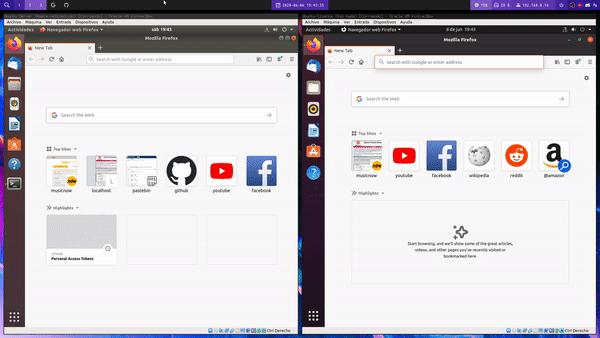 2020-06-06 19:43:35
192.168.0.16
Archivo Máquina Ver Entrada Dispositivos Ayuda
Actividades
Navegador web Firefox
sáb 19:43
Mozilla Firefox
New Tab
Search with Google or enter address
Search the Web
Top Sites
musicnow
localhost
pastebin
github
youtube
facebook
Highlights
Personal Access Tokens
Ctrl Derecho
Archivo Máquina Ver Entrada Dispositivos Ayuda
Actividades
Navegador web Firefox
6 de jun 19:43
Mozilla Firefox
New Tab
Search with Google or enter address
Search the Web
Top Sites
musicnow
youtube
facebook
wikipedia
reddit
@amazon
Highlights
Start browsing, and we'll show some of the great articles,
videos, and other pages you've recently visited or
bookmarked here.
Ctrl Derecho